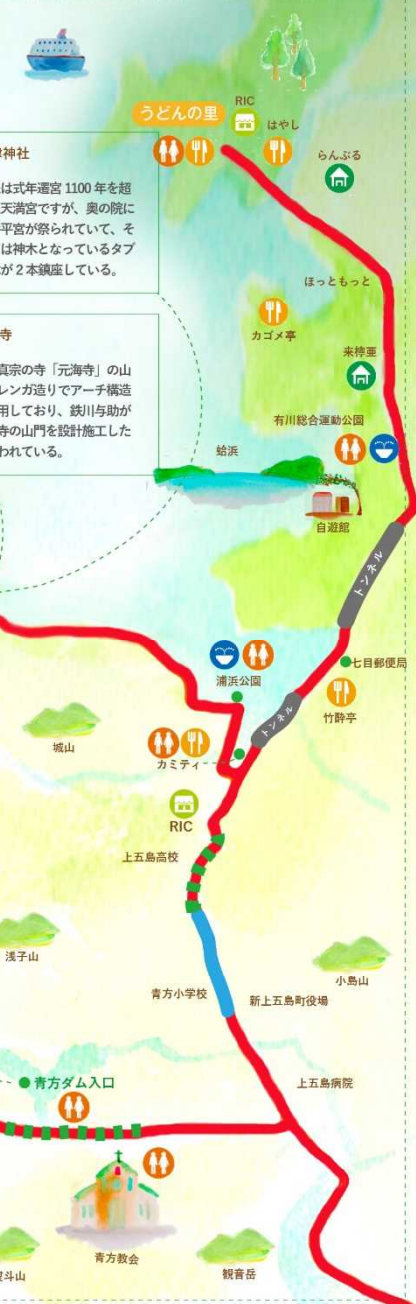 うどんの里
RIC
はやし
らんぶる
神社
は式年遷宮 1100 年を超
天満宮ですが、奥の院に
平宮が祭られていて、そ
は神木となっているタブ
が 2 本鎮座している。
ほっともっと
カゴメ亭
寺
真宗の寺「元海寺」の山
レンガ造りでアーチ構造
用しており、鉄川与助が
寺の山門を設計施工した
われている。
来梓亜
有川総合運動公園
蛤浜
自遊館
トンネル
七目郵便局
浦浜公園
竹酔亭
トンネル
城山
カミティ
RIC
上五島高校
浅子山
小島山
青方小学校
新上五島町役場
青方ダム入口
上五島病院
青方教会
斗山
観音岳